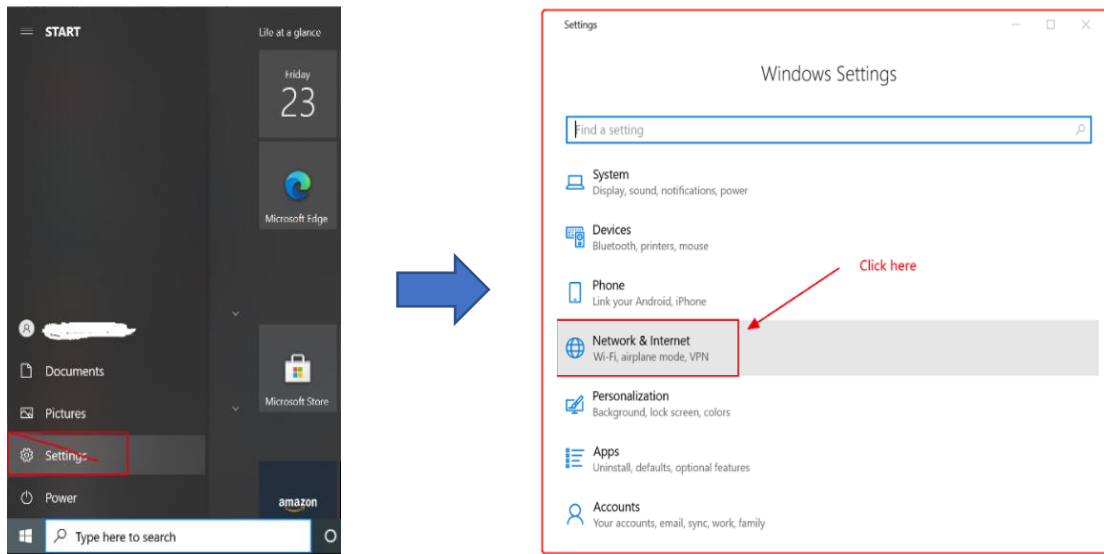 START
Life at a glance
Friday
23
Microsoft Edge
Documents
Pictures
Microsoft Store
Settings
Power
amazon
Type here to search
Settings
Windows Settings
Find a setting
System
Display, sound, notifications, power
Devices
Bluetooth, printers, mouse
Click here
Phone
Link your Android, iPhone
Network & Internet
Wi-Fi, airplane mode, VPN
Personalization
Background, lock screen, colors
Apps
Uninstall, defaults, optional features
Accounts
Your accounts, email, sync, work, family